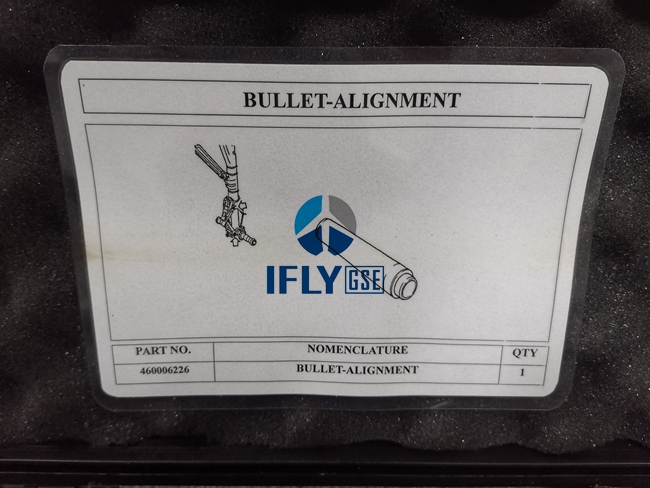 BULLET-ALIGNMENT
IFLY GSE
PART NO. NOMENCLATURE QTY
460006226 BULLET-ALIGNMENT 1